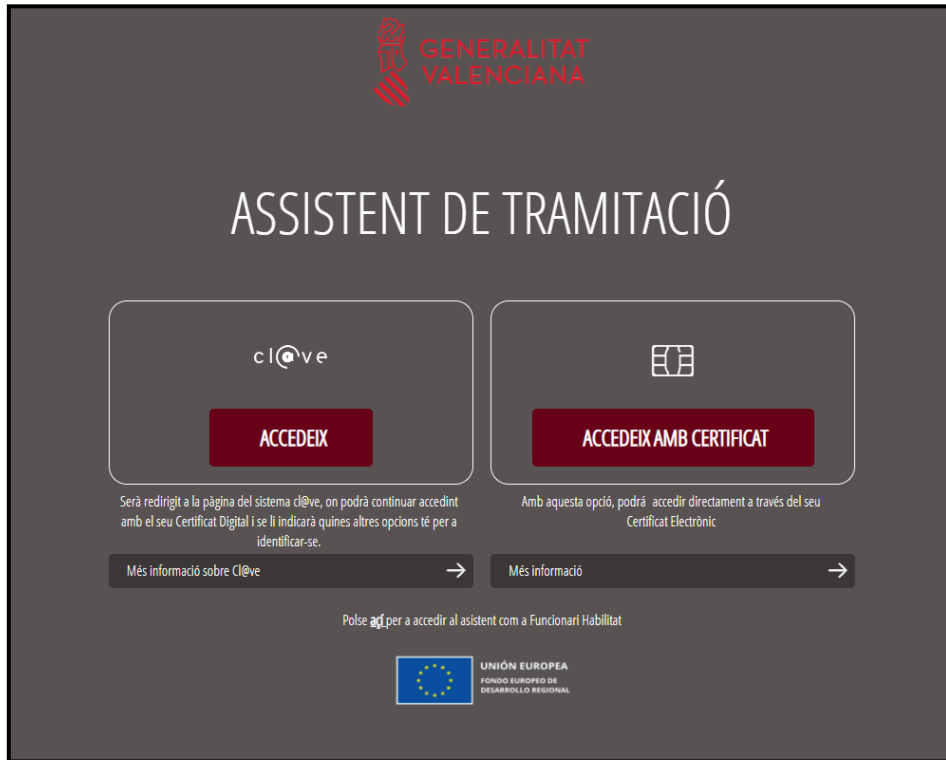 GENERALITAT
VALENCIANA
ASSISTENT DE TRAMITACIÓ
cl@ve
ACCEDEIX
ACCEDEIX AMB CERTIFICAT
Serà redirigit a la pàgina del sistema cl@ve, on podrà continuar accedint
amb el seu Certificat Digital i se li indicarà quines altres opcions té per a
identificar-se.
Amb aquesta opció, podrá accedir directament a través del seu
Certificat Electrònic
Més informació sobre Cl@ve
Més informació
Polse açí per a accedir al asistent com a Funcionari Habilitat
UNIÓN EUROPEA
FONDO EUROPEO DE
DESARROLLO REGIONAL